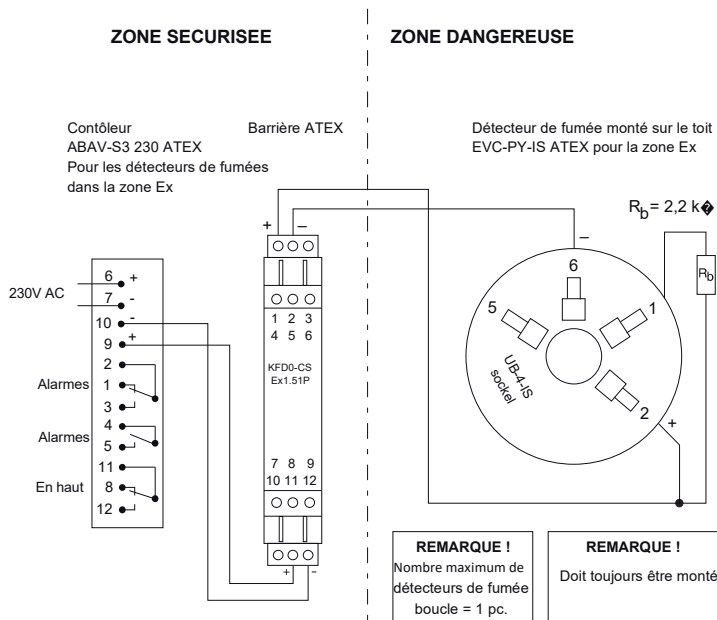 ZONE SECURISEE
ZONE DANGEREUSE
Contôleur
ABAV-S3 230 ATEX
Pour les détecteurs de fumées
dans la zone Ex
Barrière ATEX
Détecteur de fumée monté sur le toit
EVC-PY-IS ATEX pour la zone Ex
Rb = 2,2 k�
+ –
–
6 +
230V AC
7 -
10 -
9 +
2
Alarmes 1
3
4
Alarmes 5
11
En haut 8
12
1 2 3
4 5 6
KFD0-CS
Ex1.51P
7 8 9
10 11 12
+ -
6
5
1
2
+
UB-4-IS
sockel
Rb
REMARQUE !
Nombre maximum de
détecteurs de fumée
boucle = 1 pc.
REMARQUE !
Doit toujours être monté